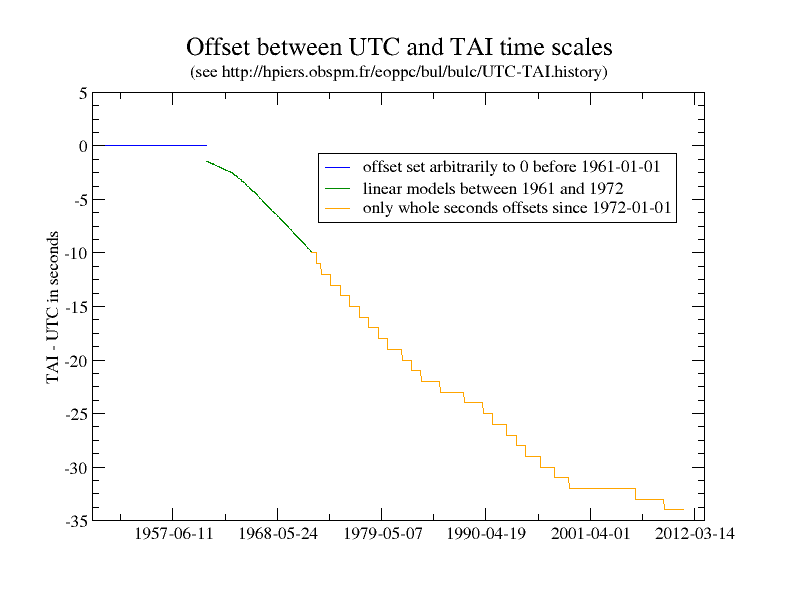 Offset between UTC and TAI time scales
(see http://hpiers.obspm.fr/eoppc/bul/bulc/UTC-TAI.history)
5
0
-5
-10
-15
-20
-25
-30
-35
TAI - UTC in seconds
offset set arbitrarily to 0 before 1961-01-01
linear models between 1961 and 1972
only whole seconds offsets since 1972-01-01
1957-06-11 1968-05-24 1979-05-07 1990-04-19 2001-04-01 2012-03-14